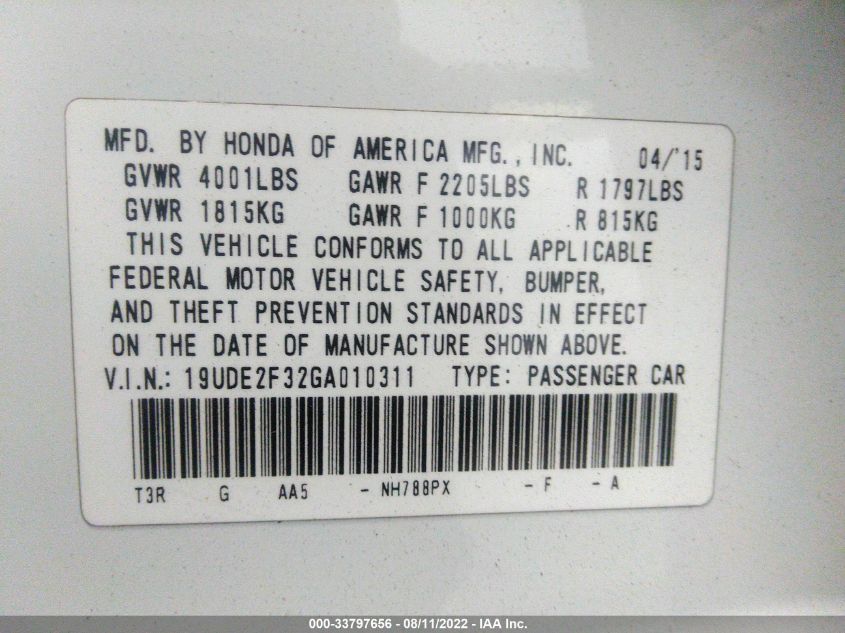 MFD. BY HONDA OF AMERICA MFG., INC. 04/'15
GVWR 4001LBS GAWR F 2205LBS R 1797LBS
GVWR 1815KG GAWR F 1000KG R 815KG
THIS VEHICLE CONFORMS TO ALL APPLICABLE
FEDERAL MOTOR VEHICLE SAFETY, BUMPER,
AND THEFT PREVENTION STANDARDS IN EFFECT
ON THE DATE OF MANUFACTURE SHOWN ABOVE.
V.I.N.: 19UDE2F32GA010311 TYPE: PASSENGER CAR
T3R G AA5 - NH788PX - F - A
000-33797656 - 08/11/2022 - IAA Inc.